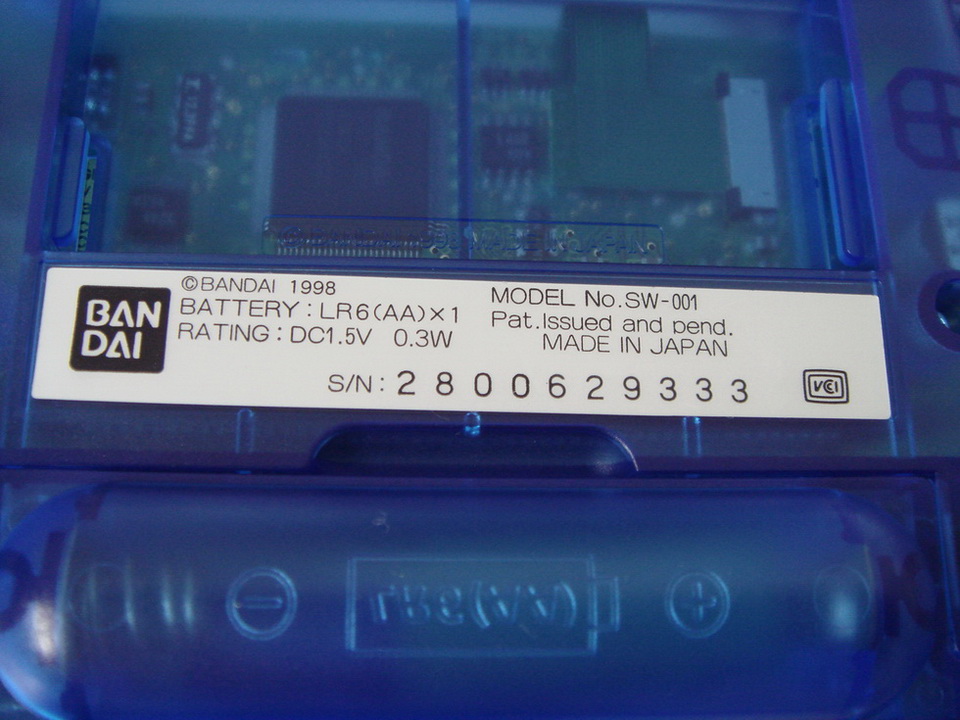 BAN
DAI
©BANDAI 1998
BATTERY : LR6(AA)×1
RATING : DC1.5V 0.3W
MODEL No.SW-001
Pat.Issued and pend.
MADE IN JAPAN
S/N: 2800629333
VCCI
LR6(AA)